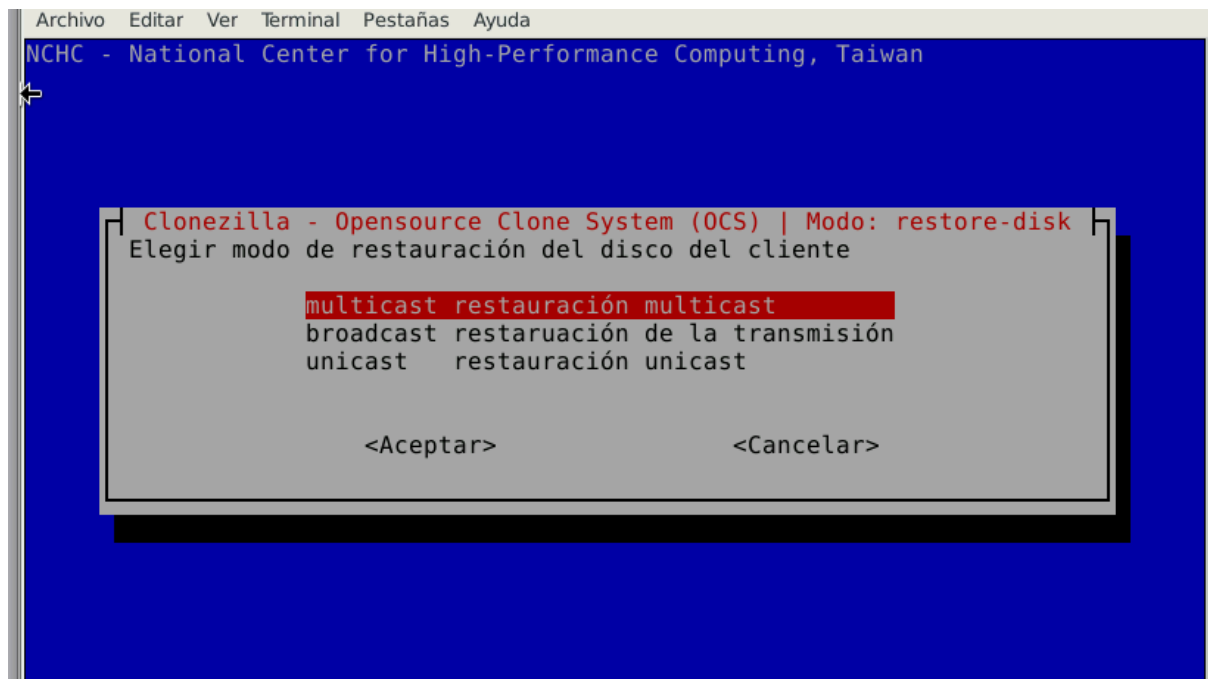 Archivo Editar Ver Terminal Pestañas Ayuda
NCHC - National Center for High-Performance Computing, Taiwan
Clonezilla - Opensource Clone System (OCS) | Modo: restore-disk
Elegir modo de restauración del disco del cliente
multicast restauración multicast
broadcast restaruación de la transmisión
unicast restauración unicast
<Aceptar> <Cancelar>